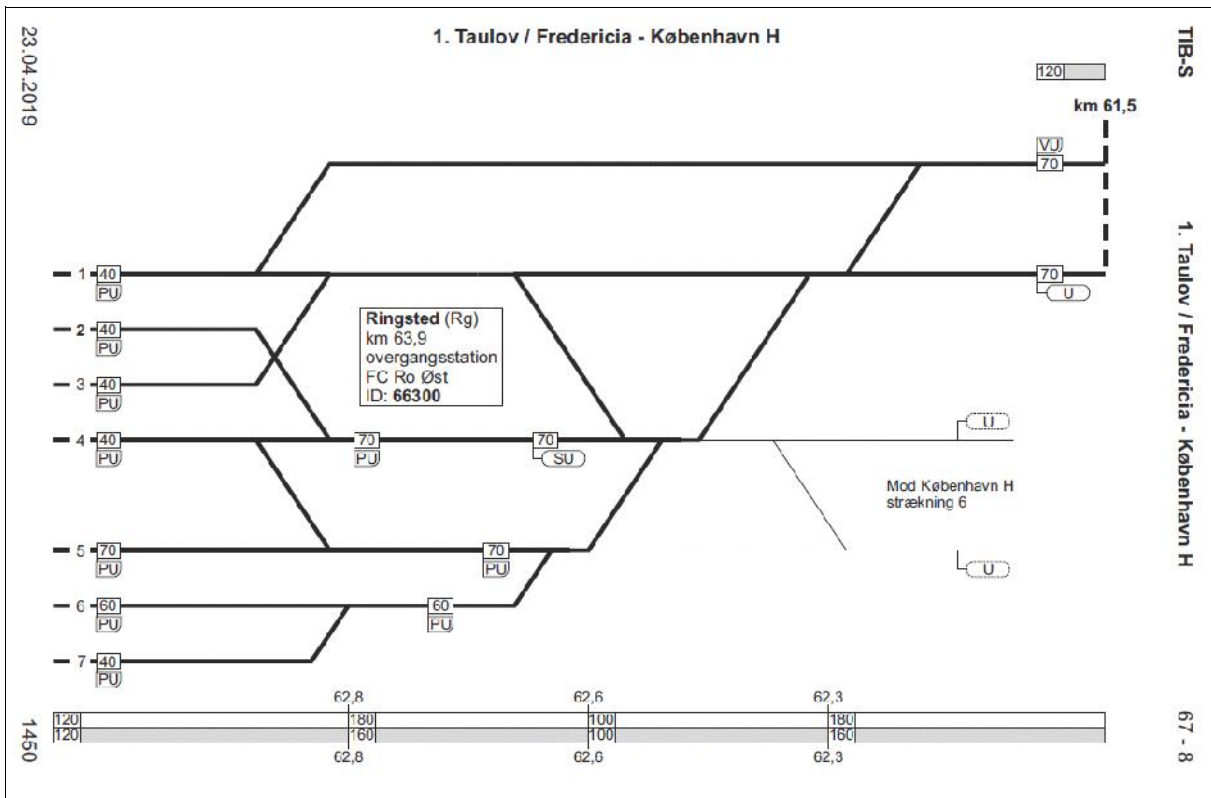 1. Taulov / Fredericia - København H
23.04.2019
TIB-S
120
km 61,5
VU
70
1 40
PU
70
U
2 40
PU
Ringsted (Rg)
km 63,9
overgangsstation
FC Ro Øst
ID: 66300
3 40
PU
1. Taulov / Fredericia - København H
4 40
PU
70
PU
70
SU
U
Mod København H
strækning 6
5 70
PU
70
PU
U
6 60
PU
60
PU
7 40
PU
62,8 62,6 62,3
120 180 100 180
120 160 100 160
62,8 62,6 62,3
1450
67 - 8